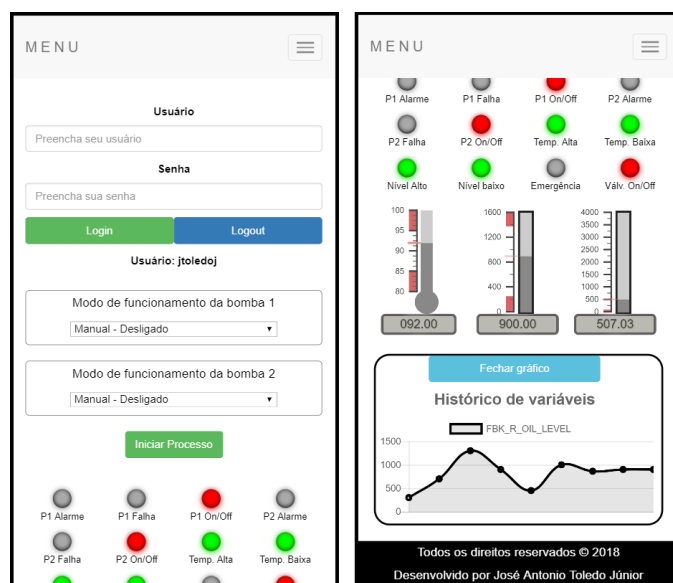 MENU
Usuário
Preencha seu usuário
Senha
Preencha sua senha
Login Logout
Usuário: jtoledoj
Modo de funcionamento da bomba 1
Manual - Desligado
Modo de funcionamento da bomba 2
Manual - Desligado
Iniciar Processo
P1 Alarme P1 Falha P1 On/Off P2 Alarme
P2 Falha P2 On/Off Temp. Alta Temp. Baixa
MENU
P1 Alarme P1 Falha P1 On/Off P2 Alarme
P2 Falha P2 On/Off Temp. Alta Temp. Baixa
Nível Alto Nível baixo Emergência Válv. On/Off
100
95
90
85
80
092.00
1600
1200
800
400
0
900.00
4000
3500
3000
2500
2000
1500
1000
500
0
507.03
Fechar gráfico
Histórico de variáveis
FBK_R_OIL_LEVEL
1500
1000
500
0
Todos os direitos reservados © 2018
Desenvolvido por José Antonio Toledo Júnior